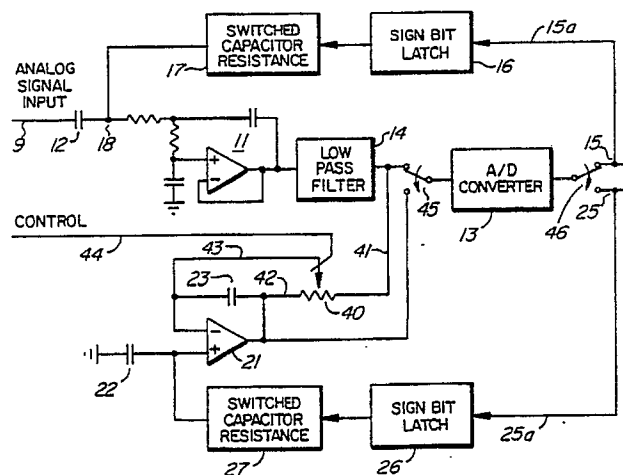 SWITCHED
CAPACITOR
RESISTANCE
17
SIGN BIT
LATCH
16
15a
ANALOG
SIGNAL
INPUT
9
12
18
11
+
−
14
LOW
PASS
FILTER
45
A/D
CONVERTER
13
15
46
25
CONTROL
44
43
41
23
42
40
−
+
21
22
SWITCHED
CAPACITOR
RESISTANCE
27
SIGN BIT
LATCH
26
25a